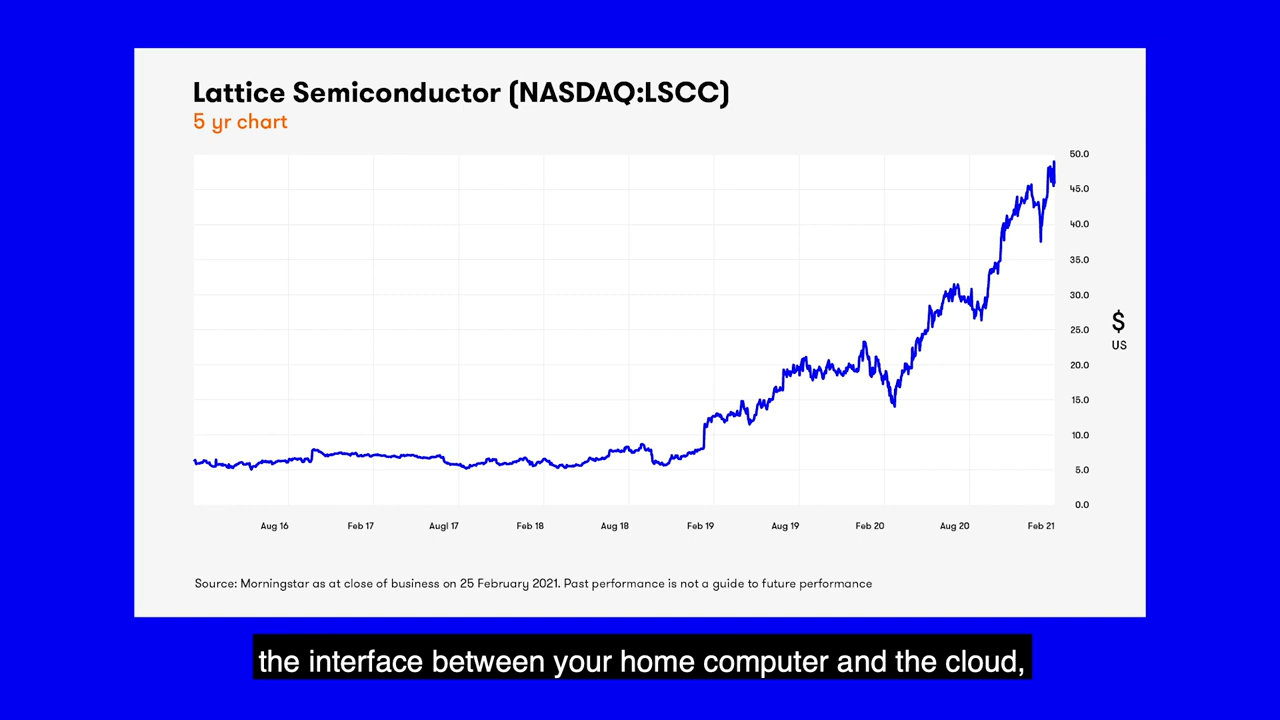 Lattice Semiconductor (NASDAQ:LSCC)
5 yr chart
50.0
45.0
40.0
35.0
30.0
25.0
20.0
15.0
10.0
5.0
0.0
$
US
Aug 16 Feb 17 Augl 17 Feb 18 Aug 18 Feb 19 Aug 19 Feb 20 Aug 20 Feb 21
Source: Morningstar as at close of business on 25 February 2021. Past performance is not a guide to future performance
the interface between your home computer and the cloud,